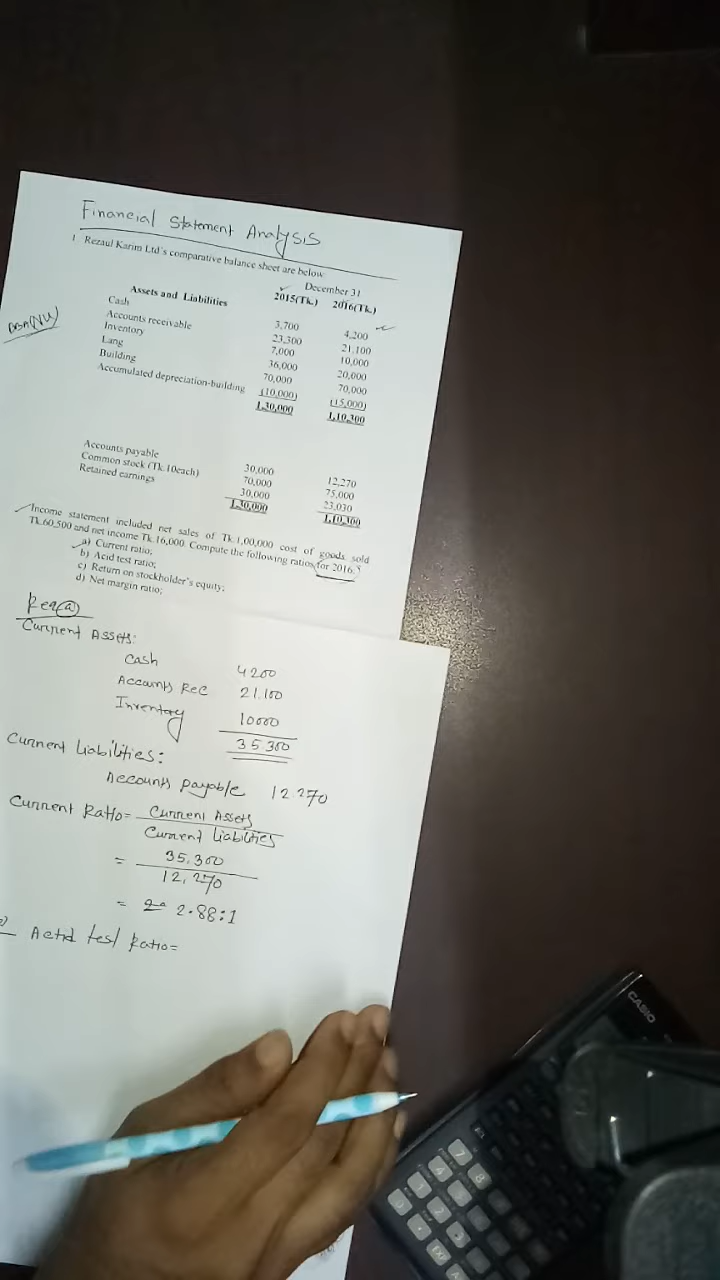 Financial Statement Analysis
1. Rezaul Karim Ltd's comparative balance sheet are below:
December 31
Assets and Liabilities 2015(Tk.) 2016(Tk.)
Cash 3,700 4,200
Accounts receivable 23,300 21,100
Inventory 7,000 10,000
Lang 36,000 20,000
Building 70,000 70,000
Accumulated depreciation-building (10,000) (15,000)
1,30,000 1,10,300
BBA(NU)
Accounts payable 30,000 12,270
Common stock (Tk.10each) 70,000 75,000
Retained earnings 30,000 23,030
1,30,000 1,10,300
Income statement included net sales of Tk.1,00,000 cost of goods sold
Tk.60,500 and net income Tk.16,000. Compute the following ratios for 2016.
a) Current ratio;
b) Acid test ratio;
c) Return on stockholder's equity;
d) Net margin ratio;
Req(a)
Current Assets:
Cash 4200
Accounts Rec 21,100
Inventory 10000
35,300
Current Liabilities:
Accounts payable 12.270
Current Ratio = Current Assets
Current Liabilities
= 35,300
12,270
= 2.88:1
Actid test Ratio=
CASIO